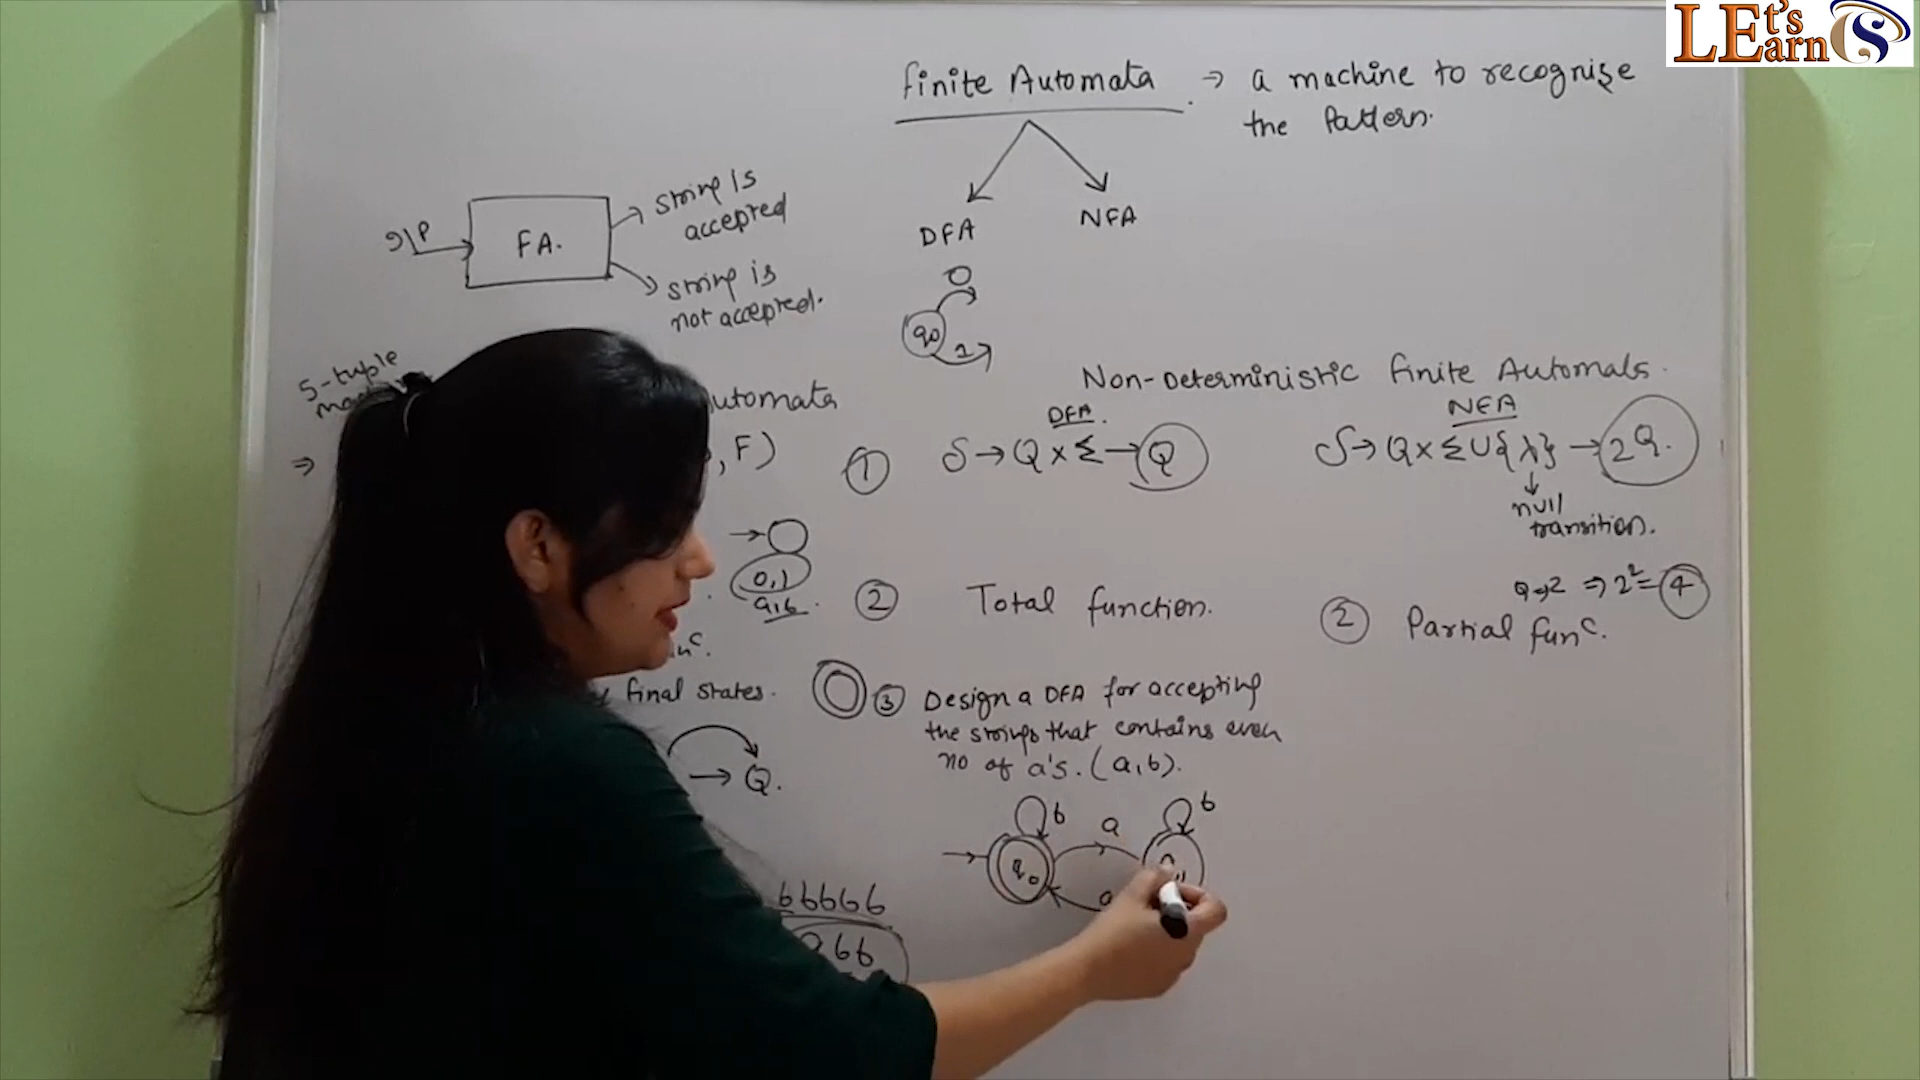 LEt's
Earn CS
Finite Automata → a machine to recognise
the Pattern.
DFA
NFA
I|P
FA.
string is
accepted
string is
not accepted.
0
q0
1
5-tuple
utomata
⇒
, F)
Non-Deterministic finite Automata.
① DFA.
δ → Q × Σ → Q
NFA
δ → Q × Σ ∪ {λ} → 2Q.
↓
null
transition.
→
0,1
a,b.
② Total function.
Q→2 ⇒ 2² = 4
② Partial funᶜ.
final states.
③ Design a DFA for accepting
the strings that contains even
no of a's. (a,b).
→ Q.
b
a
b
→ q0
a
bbbbb
abb